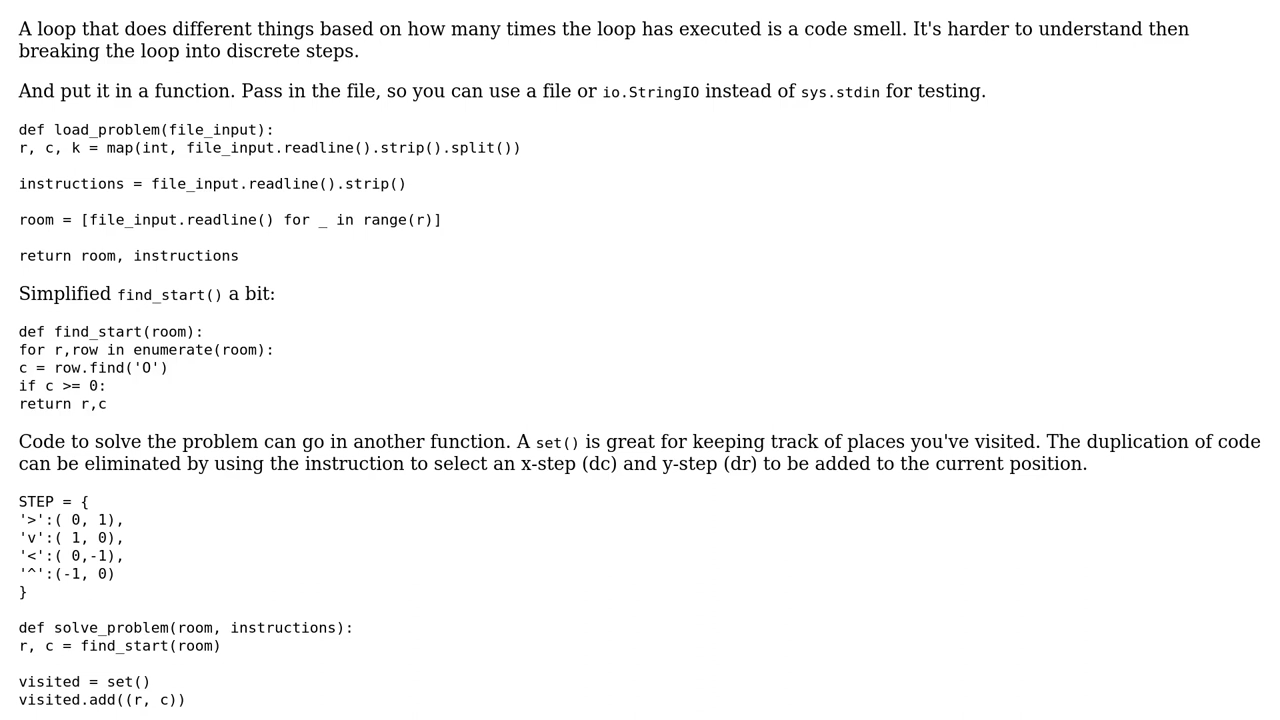 A loop that does different things based on how many times the loop has executed is a code smell. It's harder to understand then
breaking the loop into discrete steps.
And put it in a function. Pass in the file, so you can use a file or io.StringIO instead of sys.stdin for testing.
def load_problem(file_input):
r, c, k = map(int, file_input.readline().strip().split())
instructions = file_input.readline().strip()
room = [file_input.readline() for _ in range(r)]
return room, instructions
Simplified find_start() a bit:
def find_start(room):
for r,row in enumerate(room):
c = row.find('O')
if c >= 0:
return r,c
Code to solve the problem can go in another function. A set() is great for keeping track of places you've visited. The duplication of code
can be eliminated by using the instruction to select an x-step (dc) and y-step (dr) to be added to the current position.
STEP = {
'>':( 0, 1),
'v':( 1, 0),
'<':( 0,-1),
'^':(-1, 0)
}
def solve_problem(room, instructions):
r, c = find_start(room)
visited = set()
visited.add((r, c))